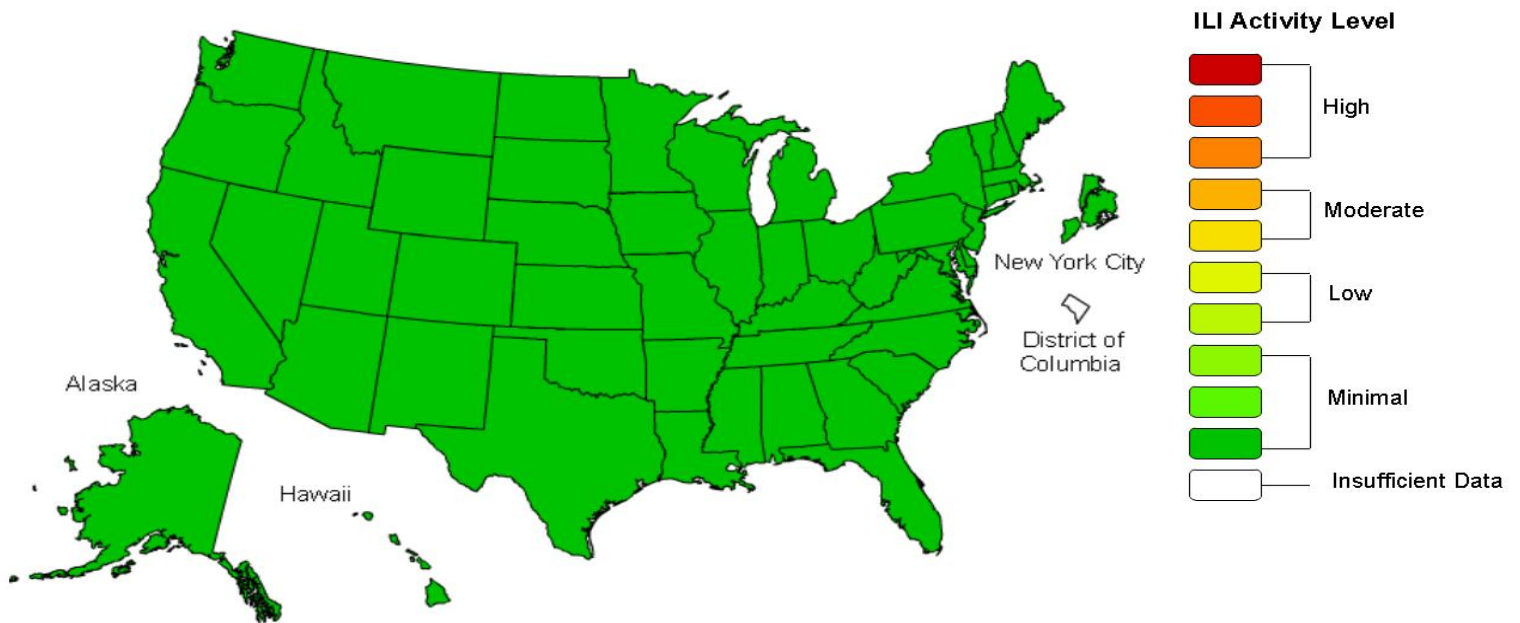 ILI Activity Level
High
Moderate
New York City
Low
District of
Columbia
Alaska
Minimal
Hawaii
Insufficient Data